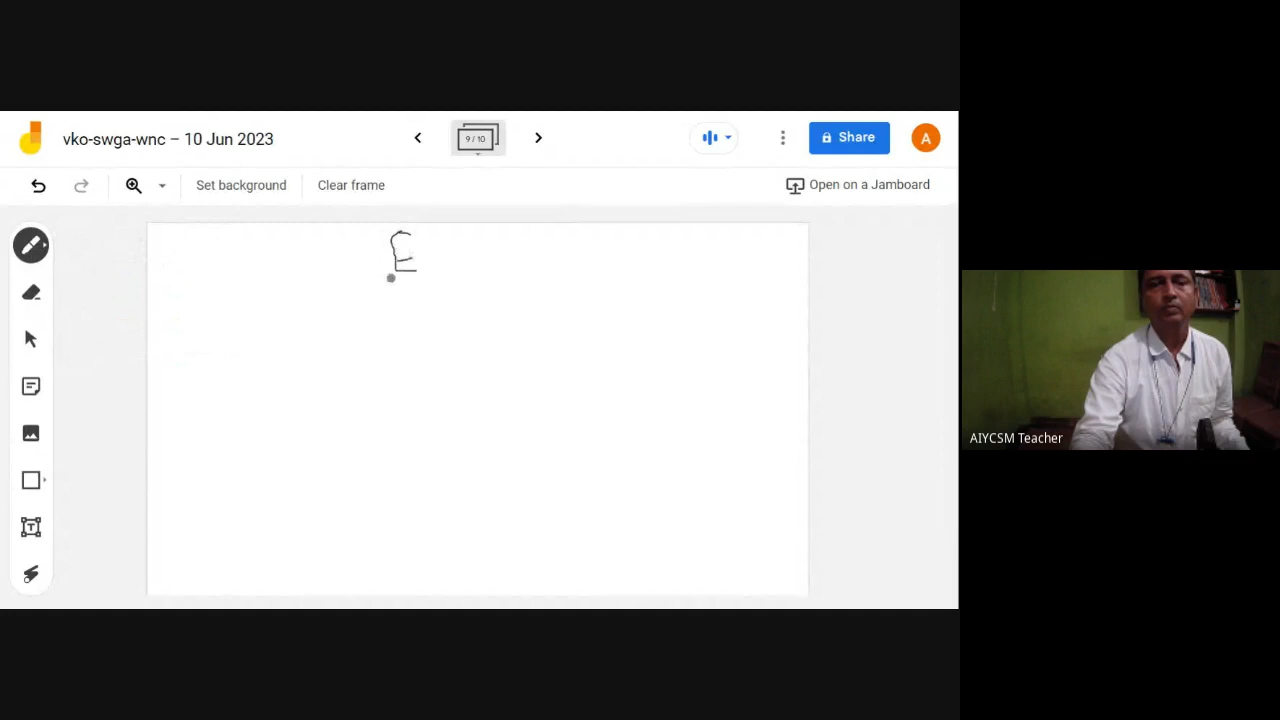 vko-swga-wnc – 10 Jun 2023
9 / 10
Share
A
Set background
Clear frame
Open on a Jamboard
E
T
AIYCSM Teacher